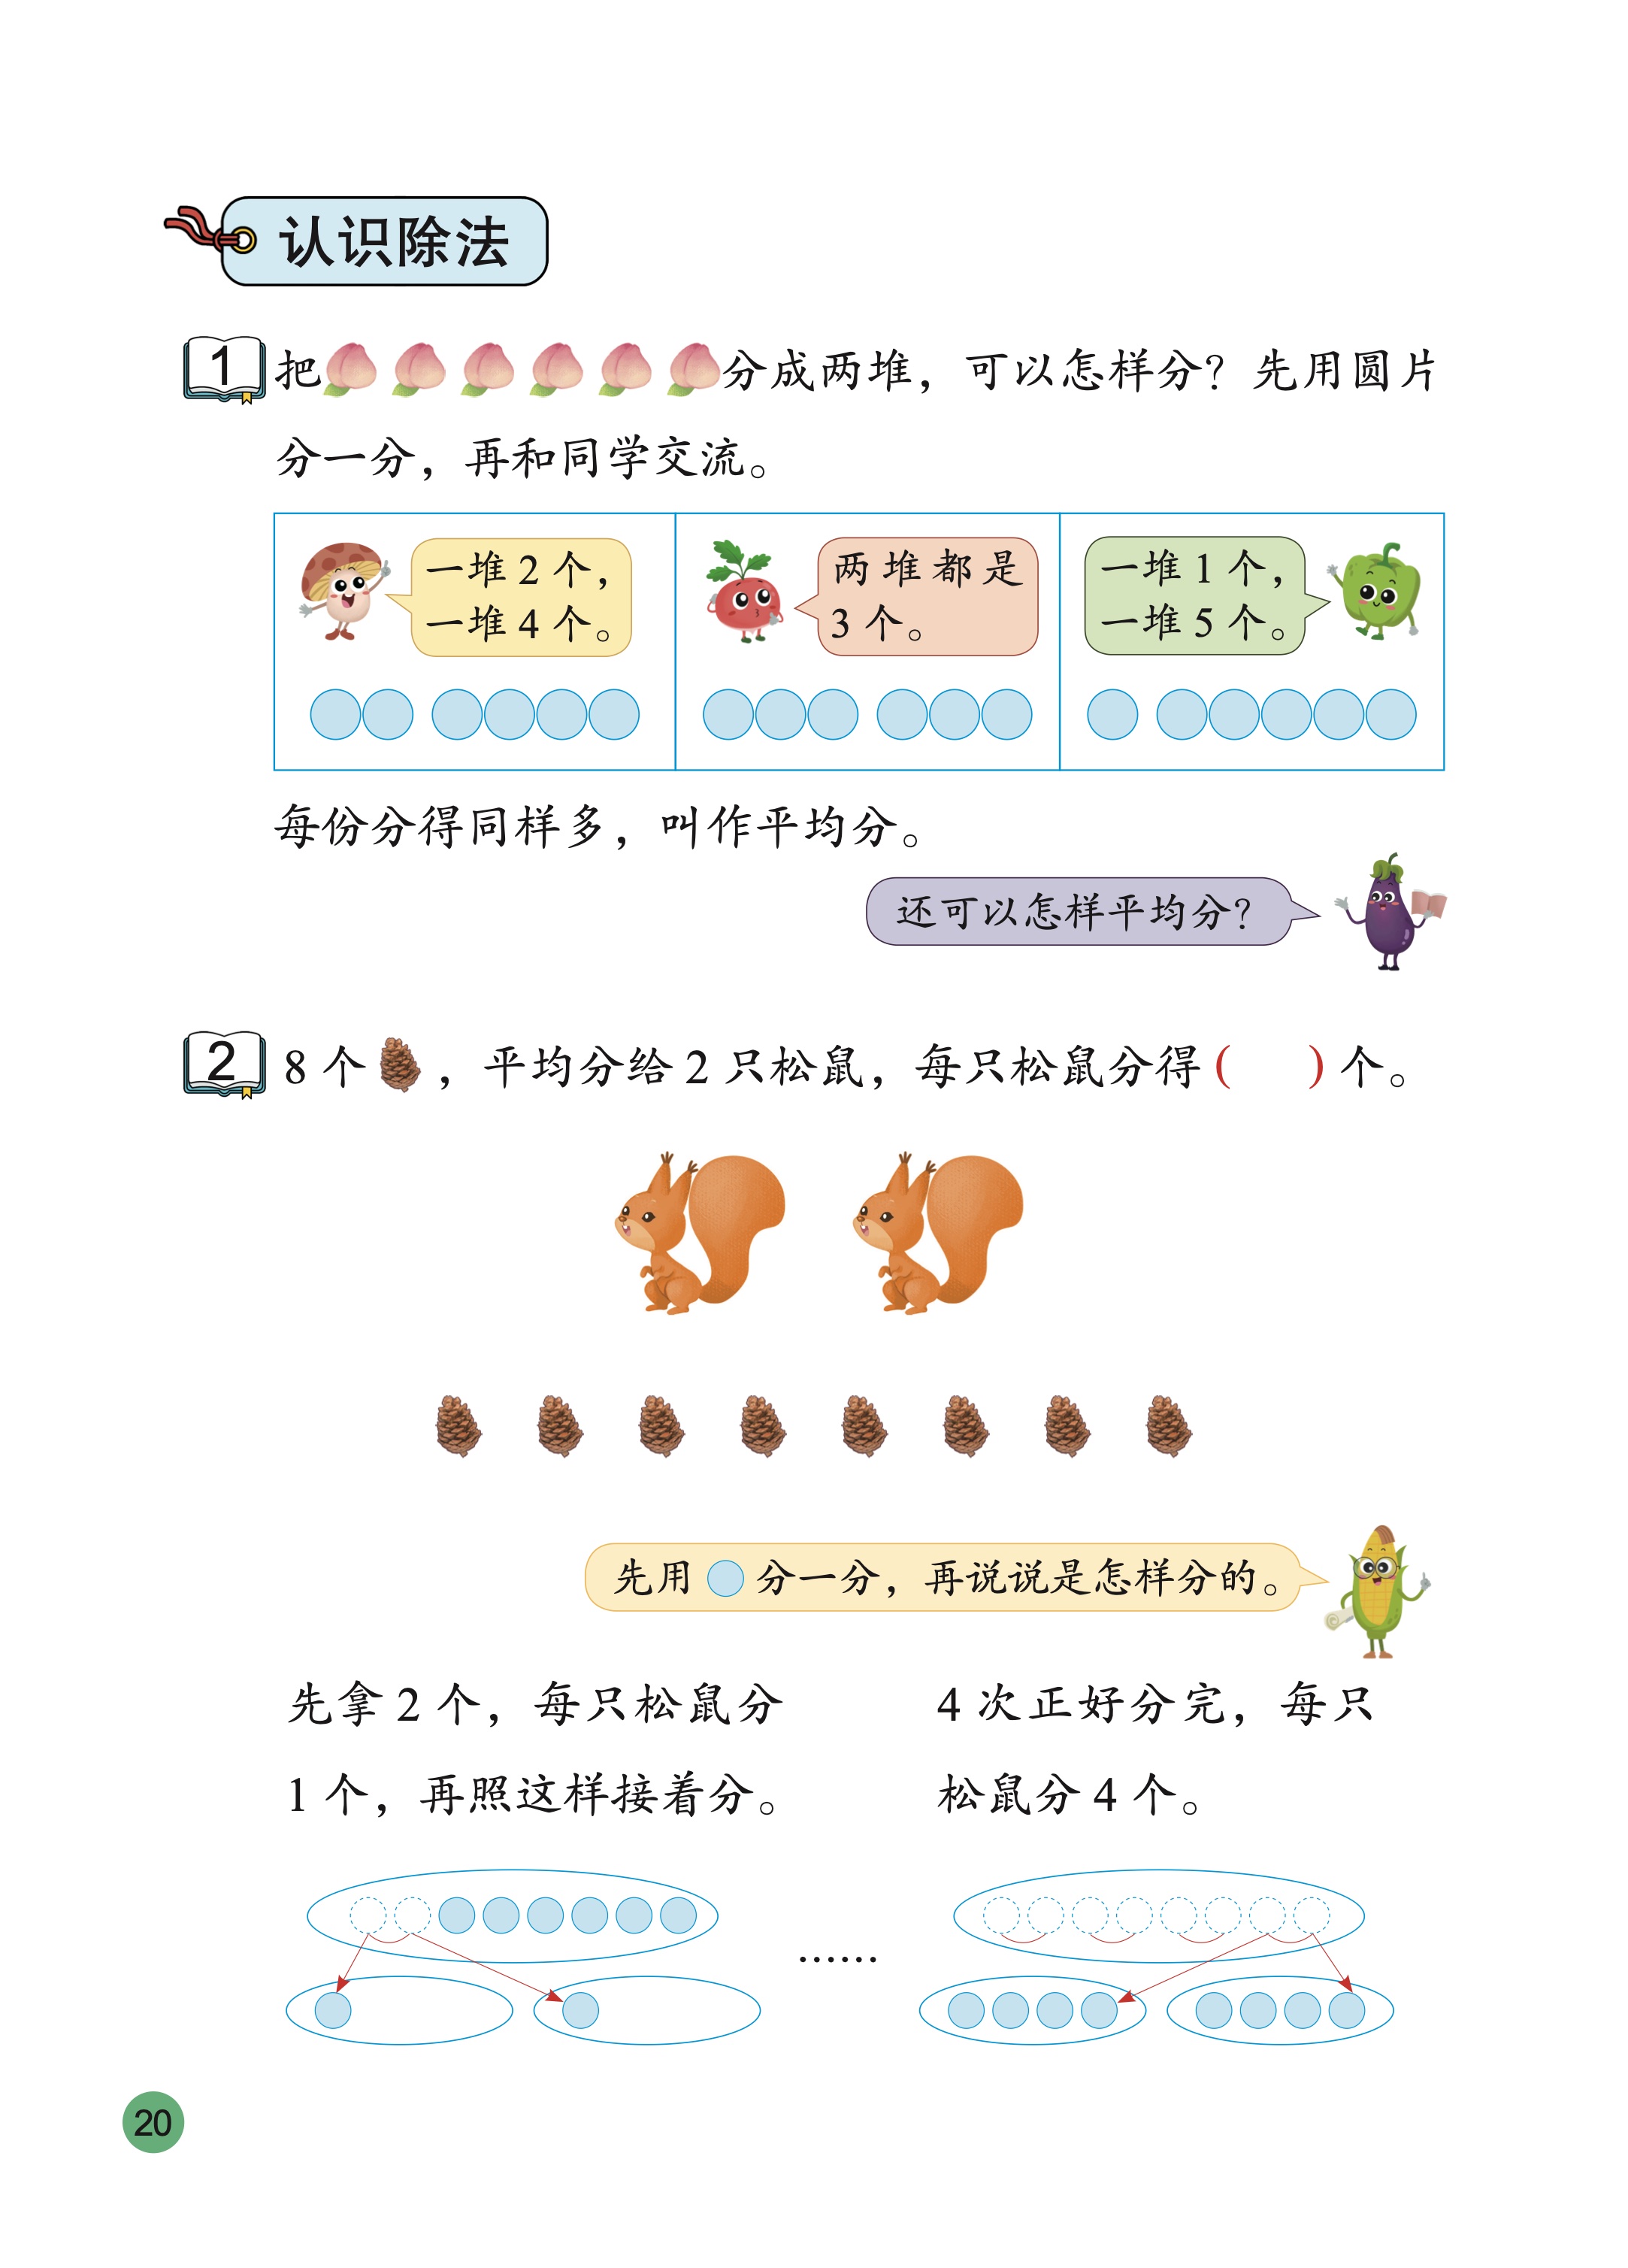 认识除法
1 把分成两堆，可以怎样分？先用圆片
分一分，再和同学交流。
一堆 2 个，
一堆 4 个。
两堆都是
3 个。
一堆 1 个，
一堆 5 个。
每份分得同样多，叫作平均分。
还可以怎样平均分？
2 8 个，平均分给 2 只松鼠，每只松鼠分得（ ）个。
先用分一分，再说说是怎样分的。
先拿 2 个，每只松鼠分
1 个，再照这样接着分。
4 次正好分完，每只
松鼠分 4 个。
……
20